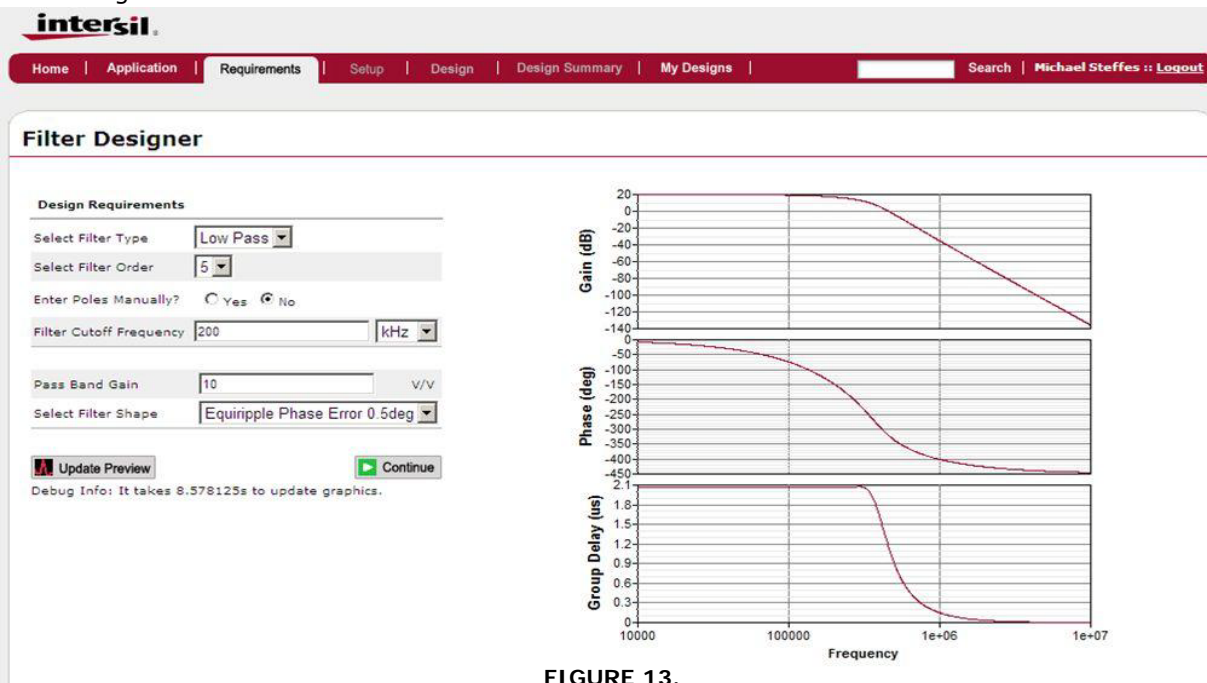 intersil.
Home | Application | Requirements | Setup | Design | Design Summary | My Designs | Search | Michael Steffes :: Logout
Filter Designer
Design Requirements
Select Filter Type Low Pass
Select Filter Order 5
Enter Poles Manually? Yes No
Filter Cutoff Frequency 200 kHz
Pass Band Gain 10 V/V
Select Filter Shape Equiripple Phase Error 0.5deg
Update Preview Continue
Debug Info: It takes 8.578125s to update graphics.
Gain (dB)
20
0
-20
-40
-60
-80
-100
-120
-140
Phase (deg)
0
-50
-100
-150
-200
-250
-300
-350
-400
-450
Group Delay (us)
2.1
1.8
1.5
1.2
0.9
0.6
0.3
0
10000 100000 1e+06 1e+07
Frequency
FIGURE 13.